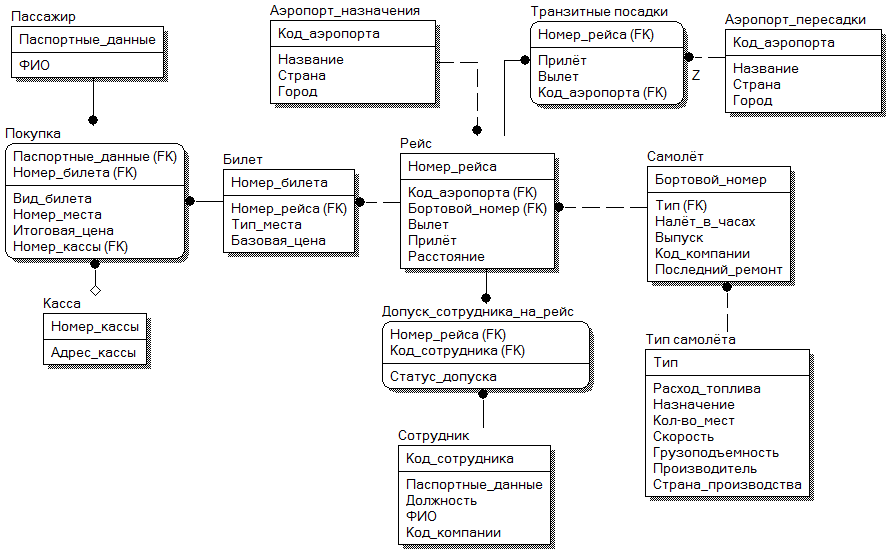 Пассажир
Паспортные_данные
ФИО
Аэропорт_назначения
Код_аэропорта
Название
Страна
Город
Транзитные посадки
Номер_рейса (FK)
Прилёт
Вылет
Код_аэропорта (FK)
Z
Аэропорт_пересадки
Код_аэропорта
Название
Страна
Город
Покупка
Паспортные_данные (FK)
Номер_билета (FK)
Вид_билета
Номер_места
Итоговая_цена
Номер_кассы (FK)
Билет
Номер_билета
Номер_рейса (FK)
Тип_места
Базовая_цена
Рейс
Номер_рейса
Код_аэропорта (FK)
Бортовой_номер (FK)
Вылет
Прилёт
Расстояние
Самолёт
Бортовой_номер
Тип (FK)
Налёт_в_часах
Выпуск
Код_компании
Последний_ремонт
Касса
Номер_кассы
Адрес_кассы
Допуск_сотрудника_на_рейс
Номер_рейса (FK)
Код_сотрудника (FK)
Статус_допуска
Тип самолёта
Тип
Расход_топлива
Назначение
Кол-во_мест
Скорость
Грузоподъемность
Производитель
Страна_производства
Сотрудник
Код_сотрудника
Паспортные_данные
Должность
ФИО
Код_компании